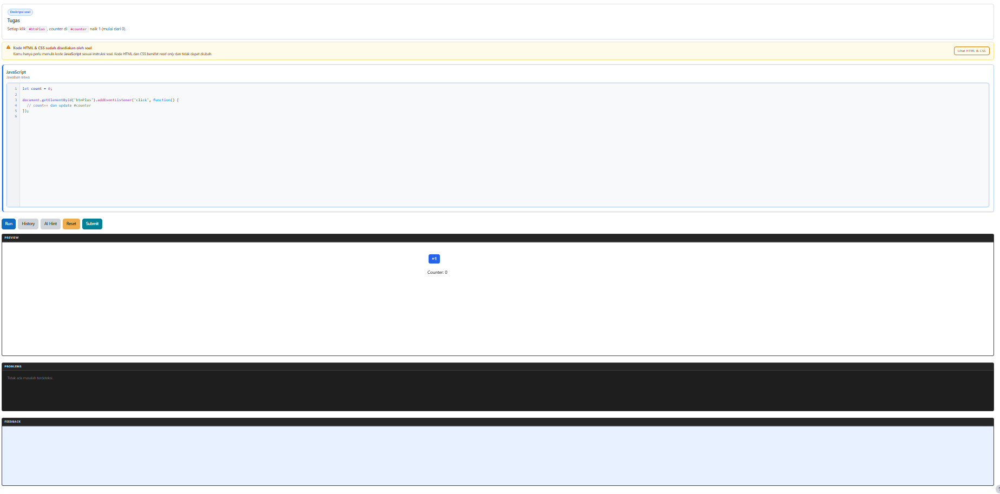 Deskripsi soal
Tugas
Setiap klik #btnPlus, counter di #counter naik 1 (mulai dari 0).
Kode HTML & CSS sudah disediakan oleh soal
Kamu hanya perlu menulis kode JavaScript sesuai instruksi soal. Kode HTML dan CSS bersifat read-only dan tidak dapat diubah.
Lihat HTML & CSS
JavaScript
Jawaban siswa
1 let count = 0;
2
3 document.getElementById('btnPlus').addEventListener('click', function() {
4 // count++ dan update #counter
5 });
6
Run History AI Hint Reset Submit
PREVIEW
+1
Counter: 0
PROBLEMS
Tidak ada masalah terdeteksi.
FEEDBACK